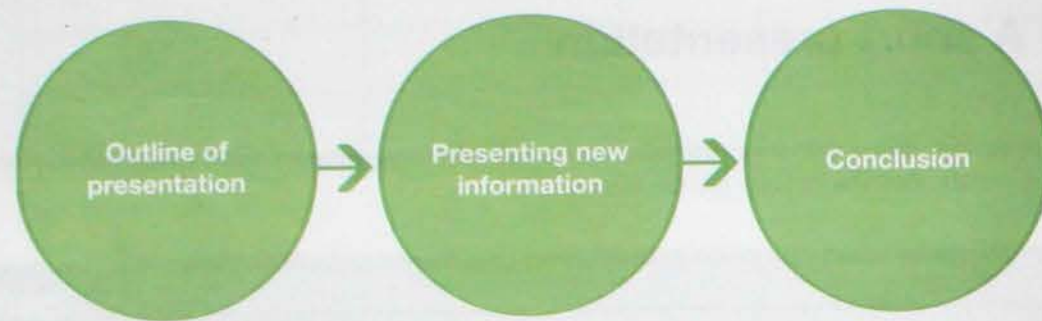 Outline of
presentation
Presenting new
information
Conclusion